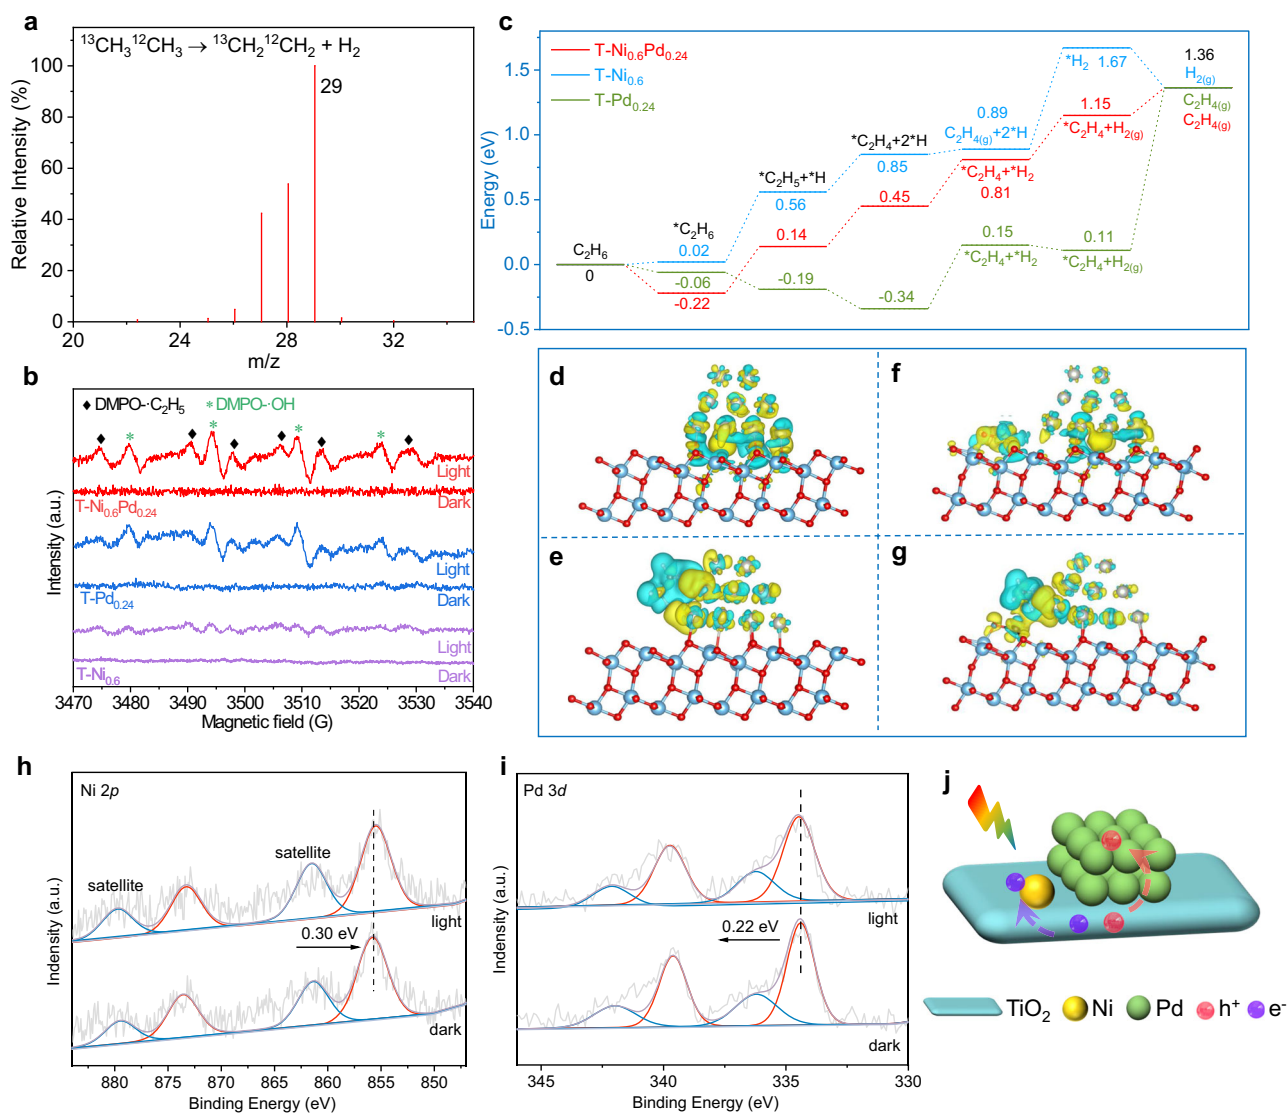 a
¹³CH₃¹²CH₃ → ¹³CH₂¹²CH₂ + H₂
29
100
80
60
40
20
0
20 24 28 32
Relative Intensity (%)
m/z
b
♦ DMPO-·C₂H₅ * DMPO-·OH
Light
Dark
T-Ni₀.₆Pd₀.₂₄
Light
Dark
T-Pd₀.₂₄
Light
Dark
T-Ni₀.₆
Intensity (a.u.)
3470 3480 3490 3500 3510 3520 3530 3540
Magnetic field (G)
c
T-Ni₀.₆Pd₀.₂₄
T-Ni₀.₆
T-Pd₀.₂₄
Energy (eV)
1.5
1.0
0.5
0.0
-0.5
C₂H₆
0
*C₂H₆
0.02
-0.06
-0.22
*C₂H₅+*H
0.56
0.14
-0.19
*C₂H₄+2*H
0.85
0.45
-0.34
0.89
C₂H₄₍g₎+2*H
*C₂H₄+*H₂
0.81
0.15
*C₂H₄+*H₂
*H₂ 1.67
1.15
*C₂H₄+H₂₍g₎
0.11
*C₂H₄+H₂₍g₎
1.36
H₂₍g₎
C₂H₄₍g₎
C₂H₄₍g₎
d
f
e
g
h
Ni 2p
satellite
satellite
light
0.30 eV
dark
Indensity (a.u.)
880 875 870 865 860 855 850
Binding Energy (eV)
i
Pd 3d
light
0.22 eV
dark
Indensity (a.u.)
345 340 335 330
Binding Energy (eV)
j
h⁺
e⁻
e⁻
h⁺
TiO₂ Ni Pd h⁺ e⁻